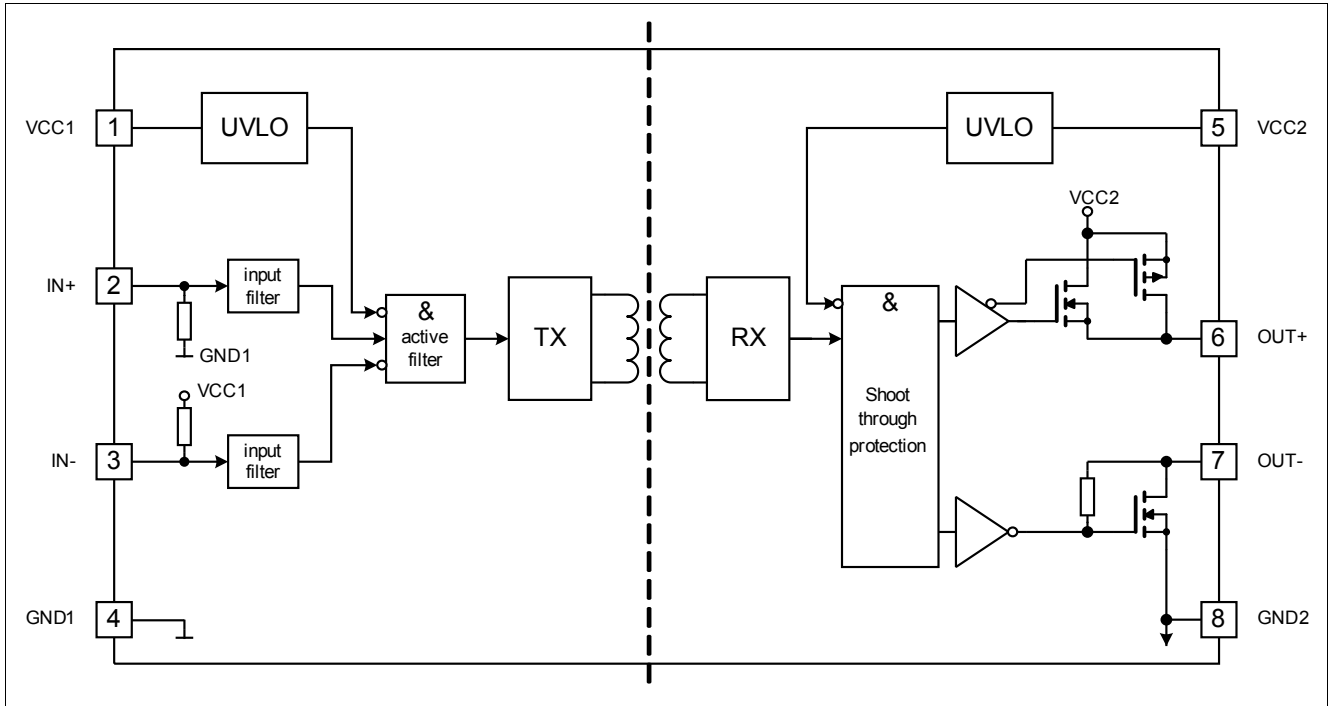 VCC1
1
UVLO
UVLO
5
VCC2
VCC2
IN+
2
input
filter
GND1
&
active
filter
TX
RX
&
Shoot
through
protection
6
OUT+
VCC1
IN-
3
input
filter
7
OUT-
GND1
4
8
GND2